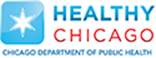 HEALTHY
CHICAGO
CHICAGO DEPARTMENT OF PUBLIC HEALTH